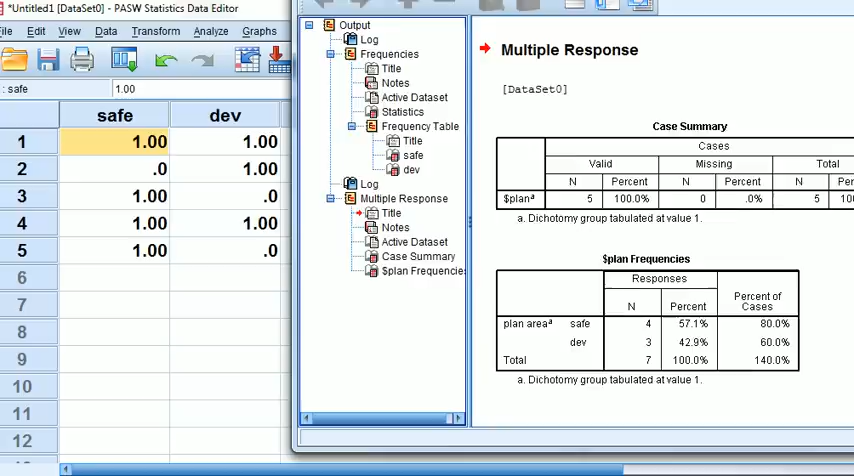 *Untitled1 [DataSet0] - PASW Statistics Data Editor
File Edit View Data Transform Analyze Graphs
: safe 1.00
safe dev
1 1.00 1.00
2 .0 1.00
3 1.00 .0
4 1.00 1.00
5 1.00 .0
6
7
8
9
10
11
12
Output
Log
Frequencies
Title
Notes
Active Dataset
Statistics
Frequency Table
Title
safe
dev
Log
Multiple Response
Title
Notes
Active Dataset
Case Summary
$plan Frequencies
Multiple Response
[DataSet0]
Case Summary
Cases
Valid Missing Total
N Percent N Percent N Percent
$planª 5 100.0% 0 .0% 5 100
a. Dichotomy group tabulated at value 1.
$plan Frequencies
Responses Percent of
N Percent Cases
plan areaª safe 4 57.1% 80.0%
dev 3 42.9% 60.0%
Total 7 100.0% 140.0%
a. Dichotomy group tabulated at value 1.